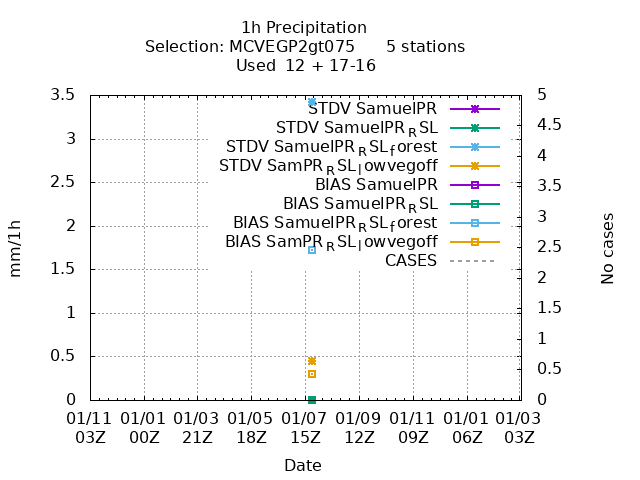 1h Precipitation
Selection: MCVEGP2gt075 5 stations
Used 12 + 17-16
3.5
3
2.5
2
1.5
1
0.5
0
mm/1h
STDV SamuelPR
STDV SamuelPR_RSL
STDV SamuelPR_RSL_forest
STDV SamPR_RSL_lowvegoff
BIAS SamuelPR
BIAS SamuelPR_RSL
BIAS SamuelPR_RSL_forest
BIAS SamPR_RSL_lowvegoff
CASES
5
4.5
4
3.5
3
2.5
2
1.5
1
0.5
0
No cases
01/11 01/01 01/03 01/05 01/07 01/09 01/11 01/01 01/03
03Z 00Z 21Z 18Z 15Z 12Z 09Z 06Z 03Z
Date